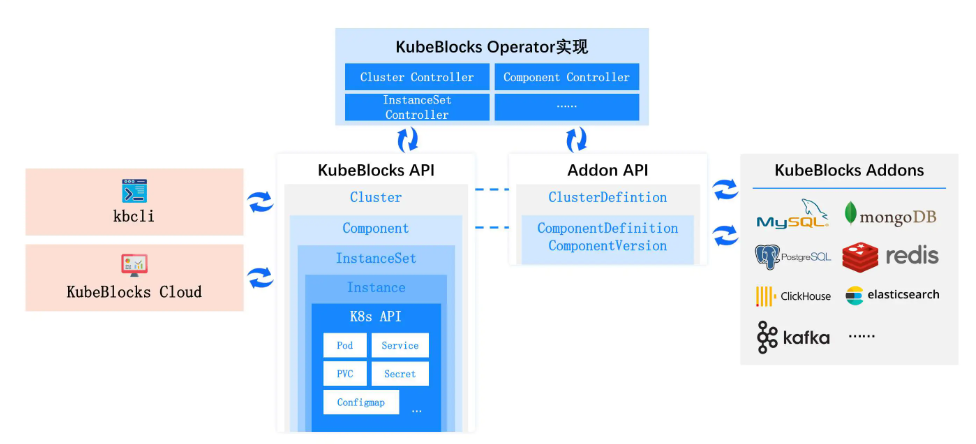 KubeBlocks Operator实现
Cluster Controller
Component Controller
InstanceSet
Controller
......
kbcli
KubeBlocks Cloud
KubeBlocks API
Cluster
Component
InstanceSet
Instance
K8s API
Pod
Service
PVC
Secret
Configmap
...
Addon API
ClusterDefintion
ComponentDefinition
ComponentVersion
KubeBlocks Addons
MySQL
mongoDB
PostgreSQL
redis
ClickHouse
elasticsearch
kafka
......